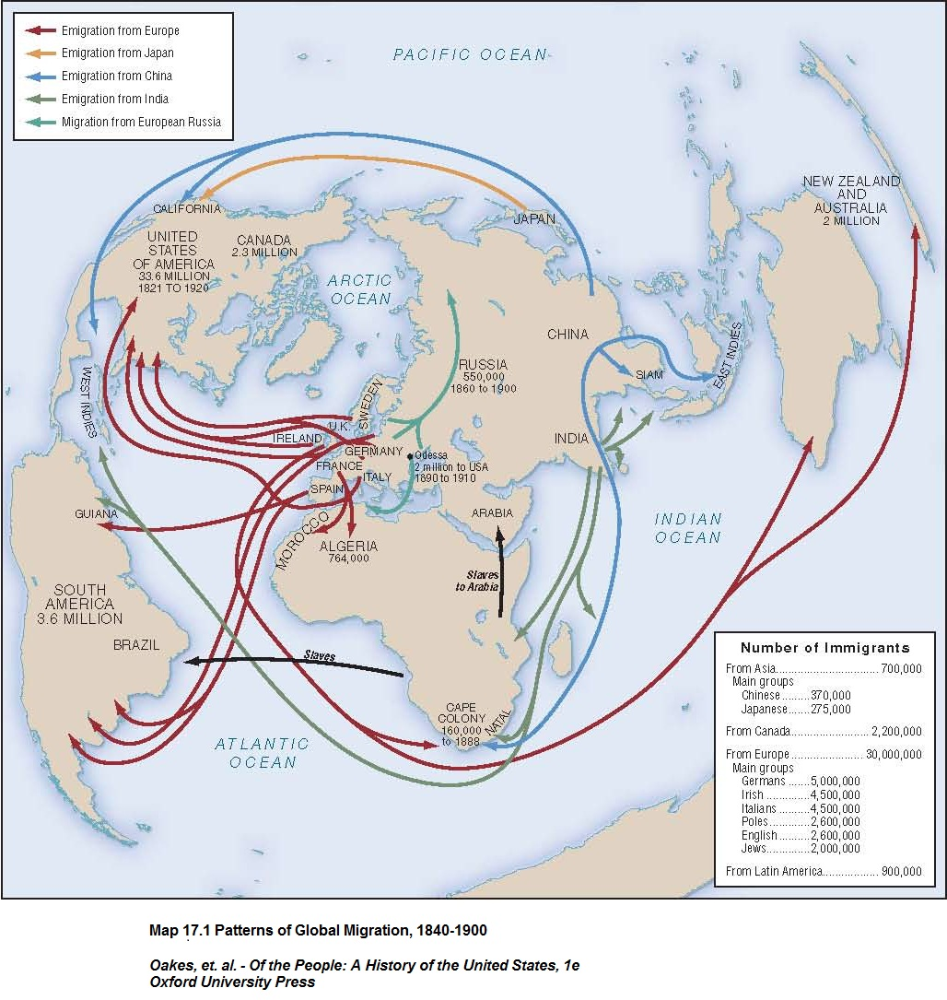 Emigration from Europe
Emigration from Japan
Emigration from China
Emigration from India
Migration from European Russia
PACIFIC OCEAN
NEW ZEALAND
AND
AUSTRALIA
2 MILLION
CALIFORNIA
JAPAN
UNITED
STATES
OF AMERICA
33.6 MILLION
1821 TO 1920
CANADA
2.3 MILLION
ARCTIC
OCEAN
CHINA
RUSSIA
550,000
1860 to 1900
SIAM
EAST INDIES
WEST INDIES
SWEDEN
U.K.
IRELAND
GERMANY
INDIA
Odessa
2 million to USA
1890 to 1910
FRANCE
ITALY
SPAIN
GUIANA
MOROCCO
ALGERIA
764,000
ARABIA
INDIAN
OCEAN
Slaves
to Arabia
SOUTH
AMERICA
3.6 MILLION
BRAZIL
Slaves
CAPE
COLONY
160,000
to 1888
NATAL
ATLANTIC
OCEAN
Number of Immigrants
From Asia................................ 700,000
Main groups
Chinese.........370,000
Japanese......275,000
From Canada......................... 2,200,000
From Europe....................... 30,000,000
Main groups
Germans.......5,000,000
Irish..............4,500,000
Italians..........4,500,000
Poles.............2,600,000
English..........2,600,000
Jews..............2,000,000
From Latin America.................. 900,000
Map 17.1 Patterns of Global Migration, 1840-1900
Oakes, et. al. - Of the People: A History of the United States, 1e
Oxford University Press